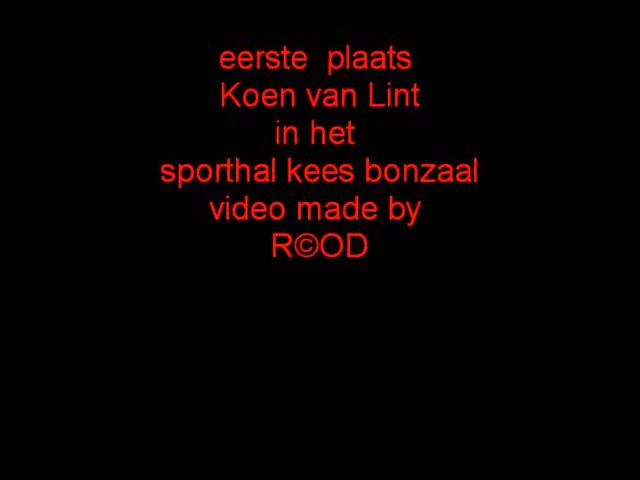 eerste  plaats
Koen van Lint
in het
sporthal kees bonzaal
video made by
R©OD